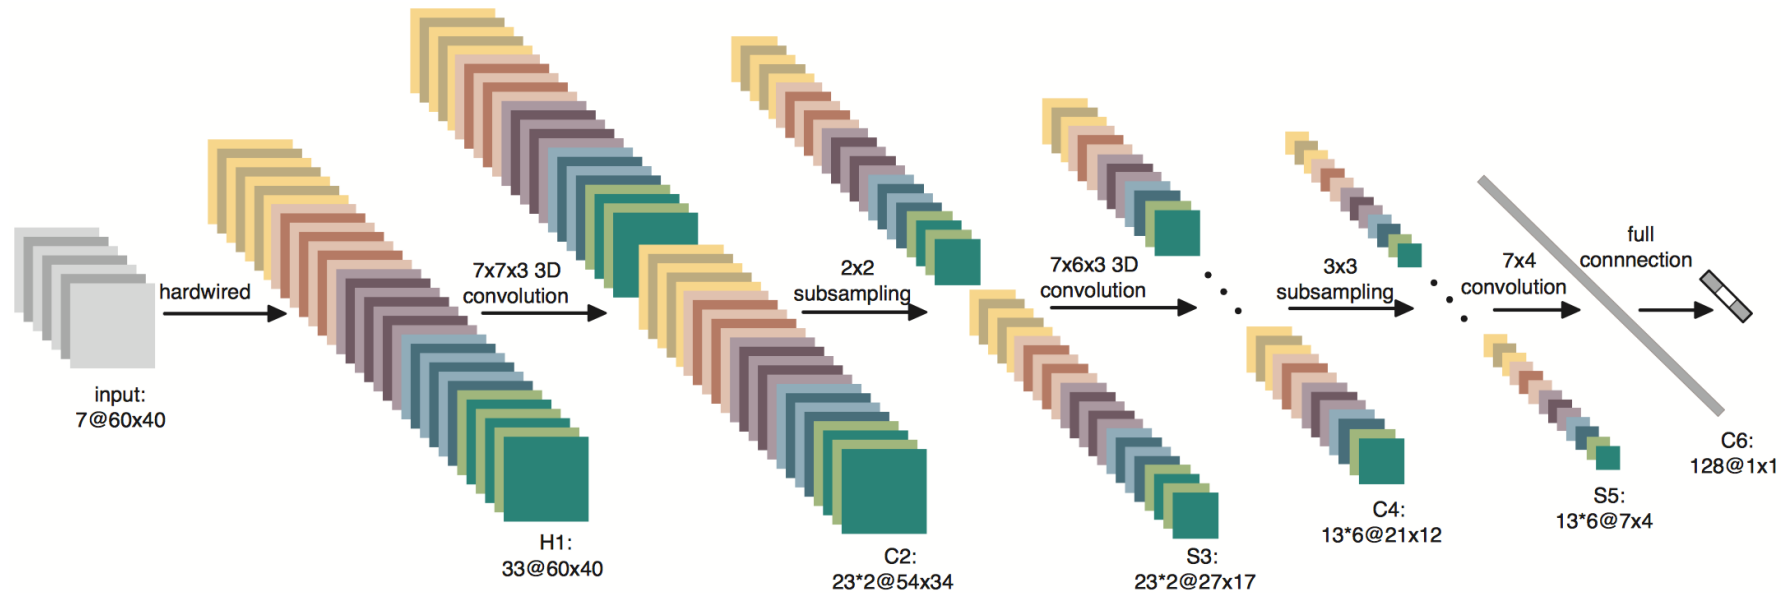 input:
7@60x40
hardwired
H1:
33@60x40
7x7x3 3D
convolution
C2:
23*2@54x34
2x2
subsampling
S3:
23*2@27x17
7x6x3 3D
convolution
C4:
13*6@21x12
3x3
subsampling
S5:
13*6@7x4
7x4
convolution
C6:
128@1x1
full
connnection